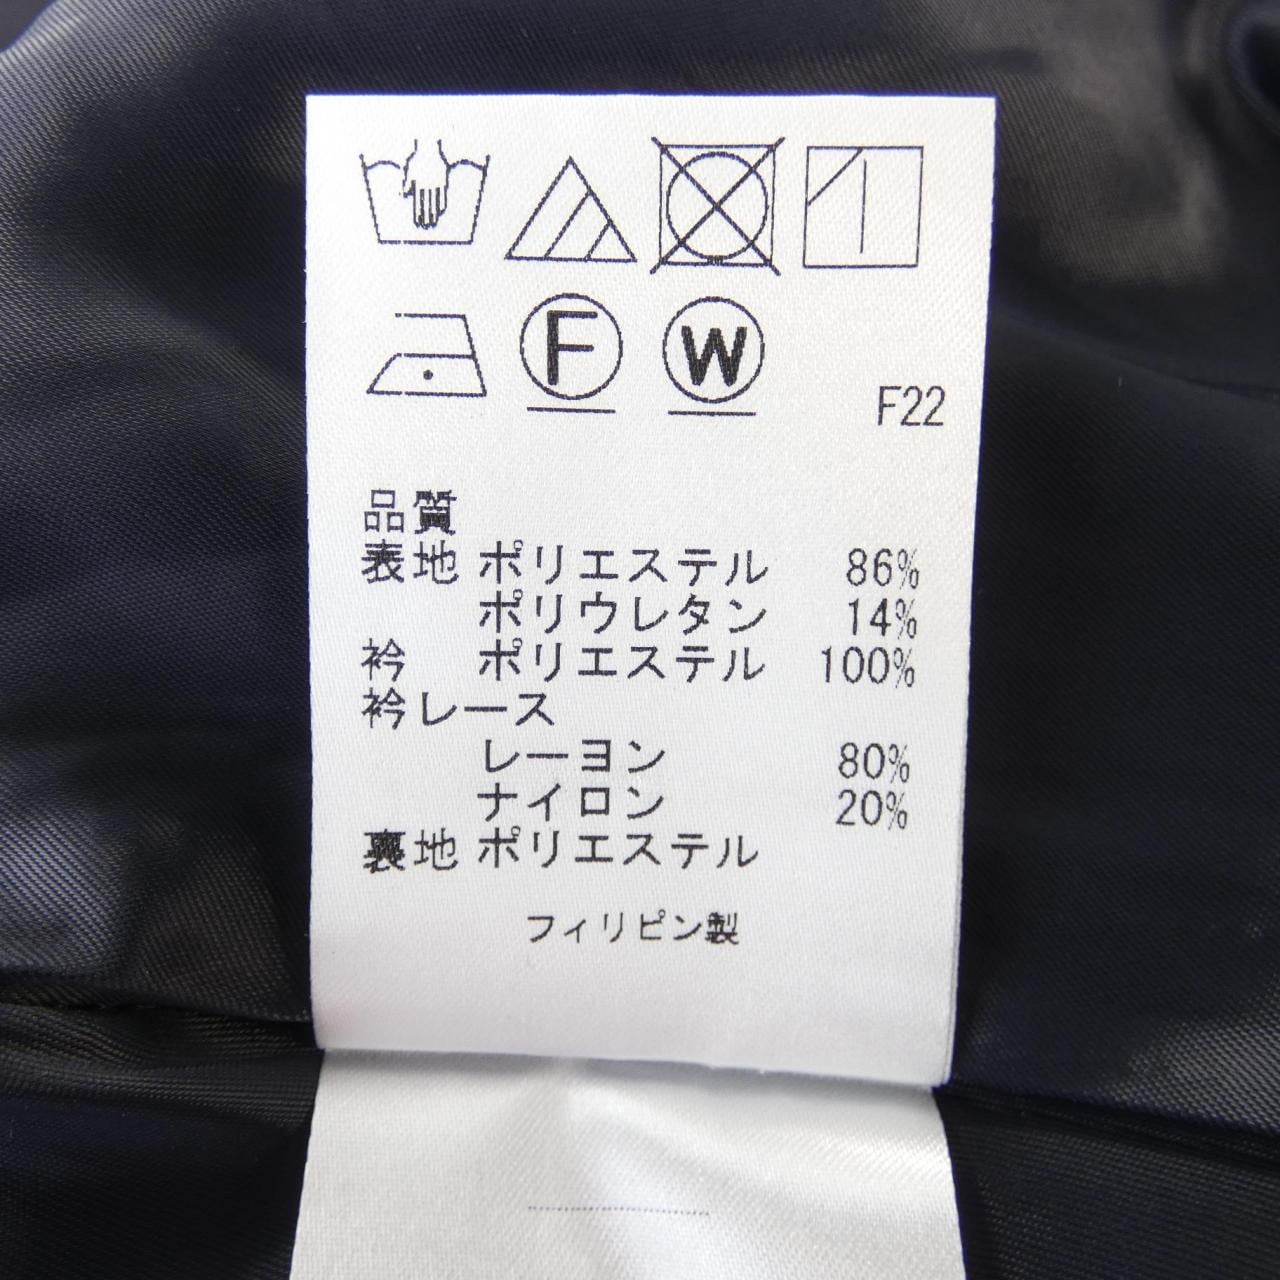 F W
F22
品質
表地 ポリエステル 86%
ポリウレタン 14%
衿 ポリエステル 100%
衿レース
レーヨン 80%
ナイロン 20%
裏地 ポリエステル
フィリピン製